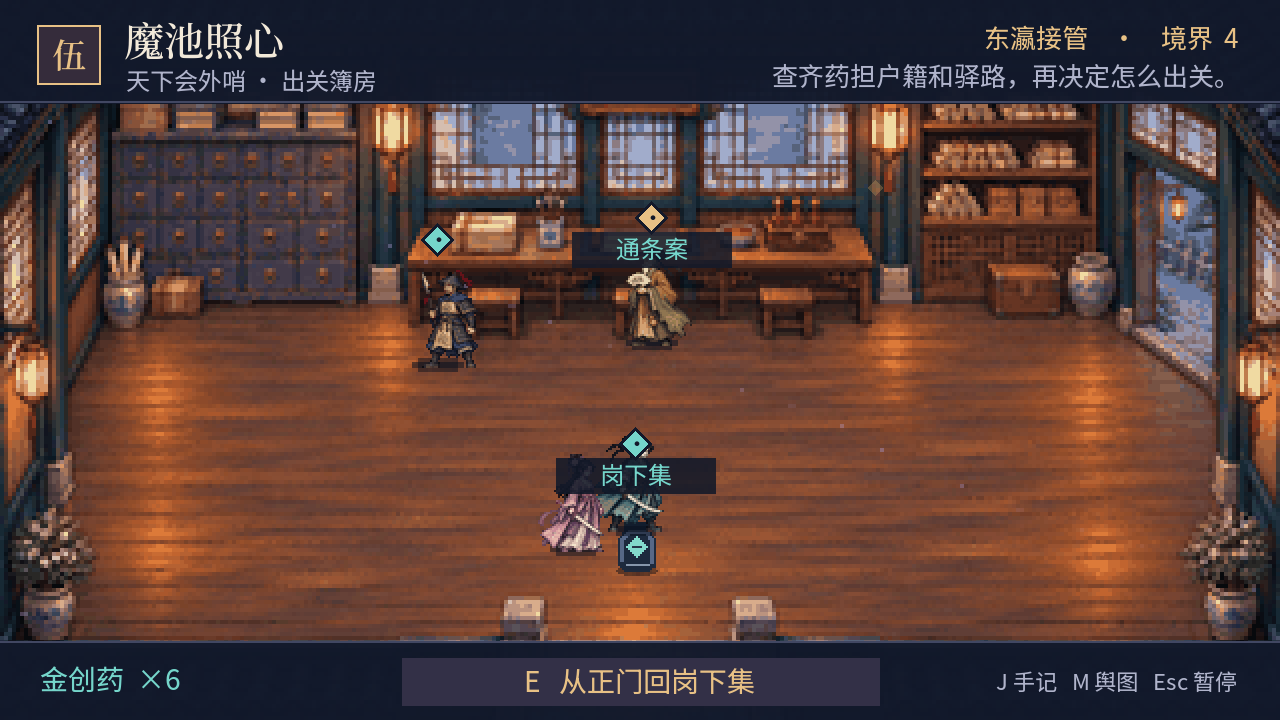 伍
魔池照心
天下会外哨 · 出关簿房
东瀛接管 · 境界 4
查齐药担户籍和驿路，再决定怎么出关。
通条案
岗下集
金创药 ×6
E 从正门回岗下集
J 手记 M 舆图 Esc 暂停